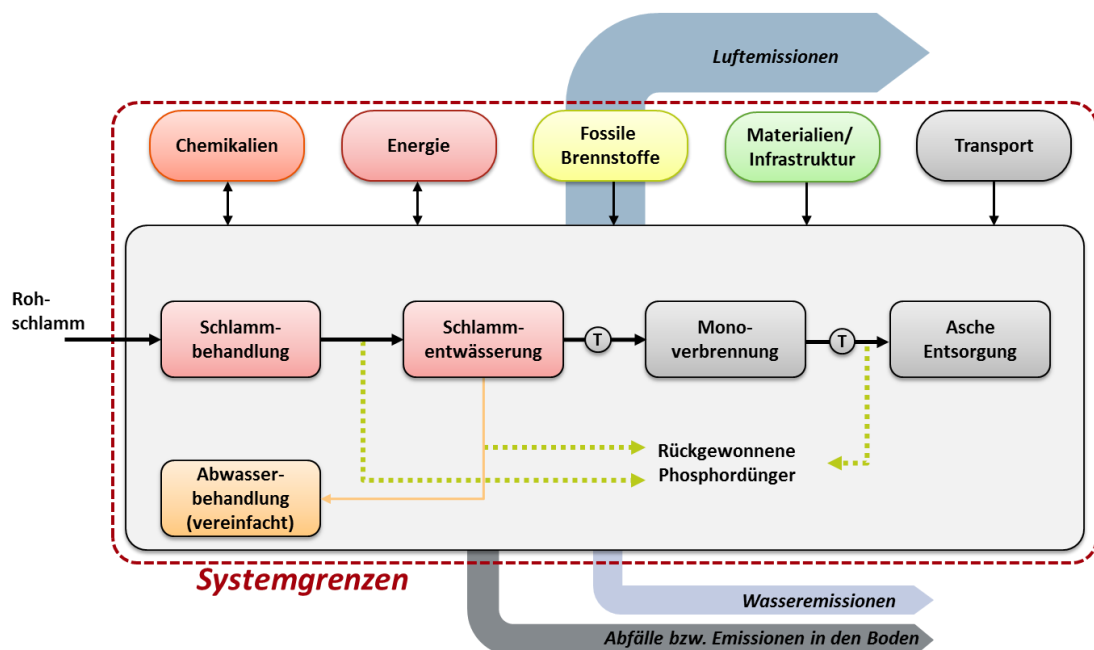 Luftemissionen
Chemikalien
Energie
Fossile
Brennstoffe
Materialien/
Infrastruktur
Transport
Roh-
schlamm
Schlamm-
behandlung
Schlamm-
entwässerung
T
Mono-
verbrennung
T
Asche
Entsorgung
Rückgewonnene
Phosphordünger
Abwasser-
behandlung
(vereinfacht)
Systemgrenzen
Wasseremissionen
Abfälle bzw. Emissionen in den Boden